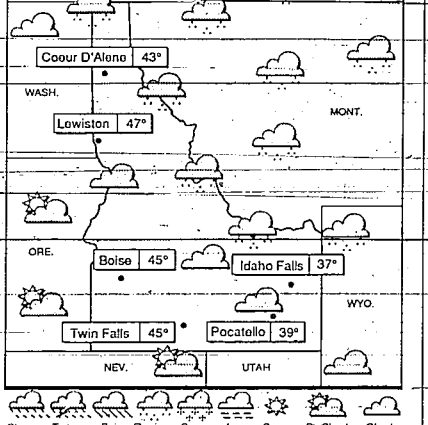 Coeur D'Alene 43°
WASH.
MONT.
Lewiston 47°
ORE.
Boise 45°
Idaho Falls 37°
WYO.
Twin Falls 45°
Pocatello 39°
NEV.
UTAH